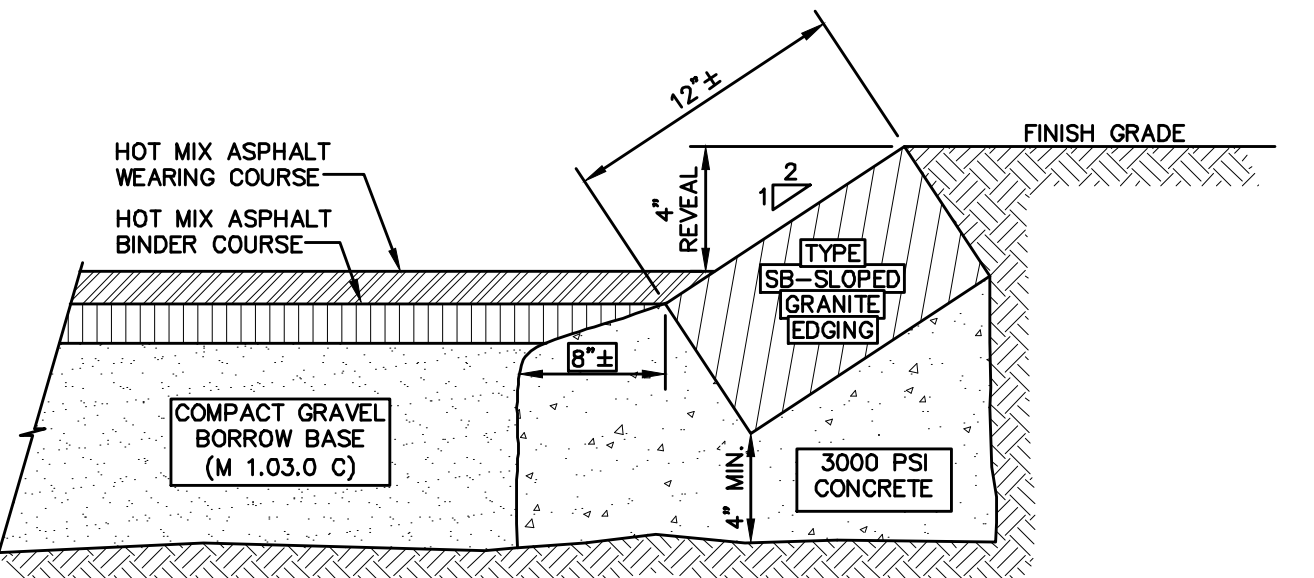 12"±
FINISH GRADE
HOT MIX ASPHALT
WEARING COURSE
2
1
4"
REVEAL
HOT MIX ASPHALT
BINDER COURSE
TYPE
SB-SLOPED
GRANITE
EDGING
8"±
COMPACT GRAVEL
BORROW BASE
(M 1.03.0 C)
4" MIN.
3000 PSI
CONCRETE